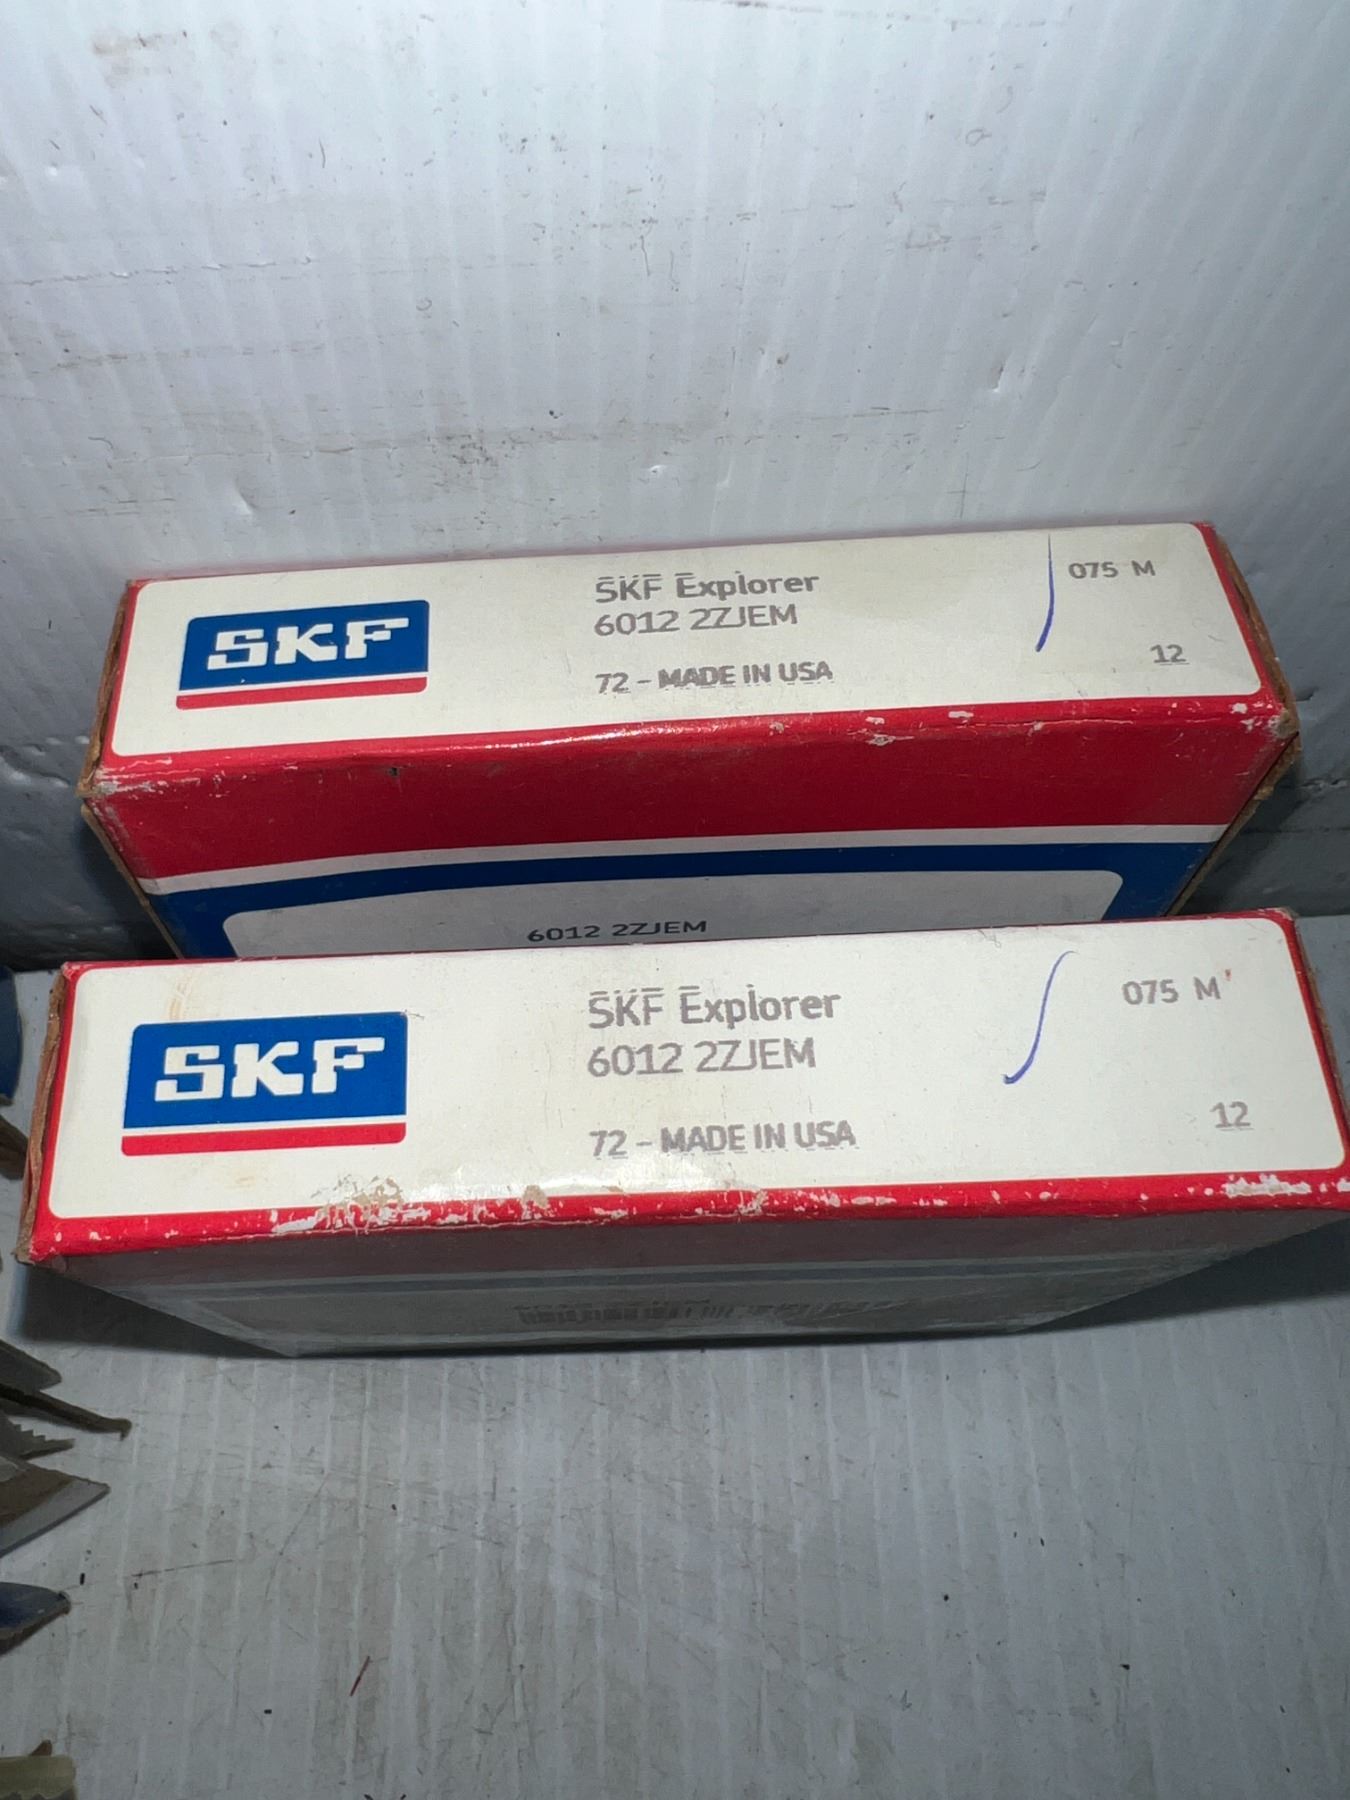 SKF
SKF Explorer
6012 2ZJEM
72 - MADE IN USA
075 M
12
6012 2ZJEM
SKF
SKF Explorer
6012 2ZJEM
72 - MADE IN USA
075 M
12